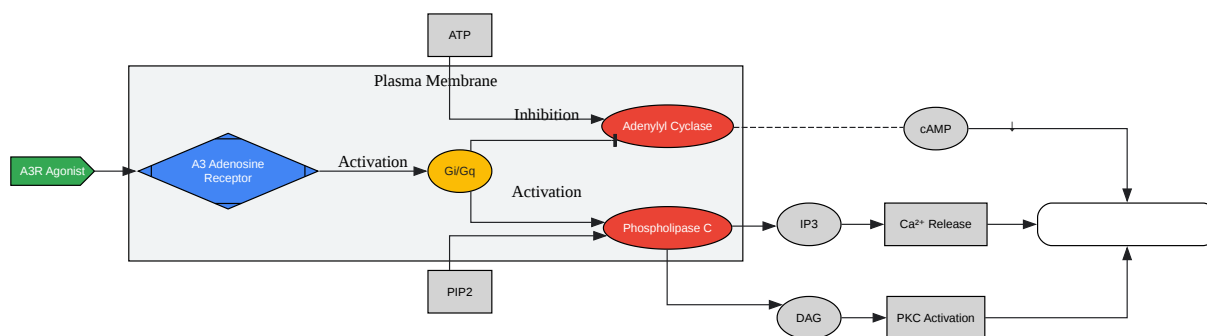 ATP
Plasma Membrane
Inhibition
Adenylyl Cyclase
cAMP
↓
A3R Agonist
A3 Adenosine
Receptor
Activation
Gi/Gq
Activation
Phospholipase C
IP3
Ca²⁺ Release
PIP2
DAG
PKC Activation